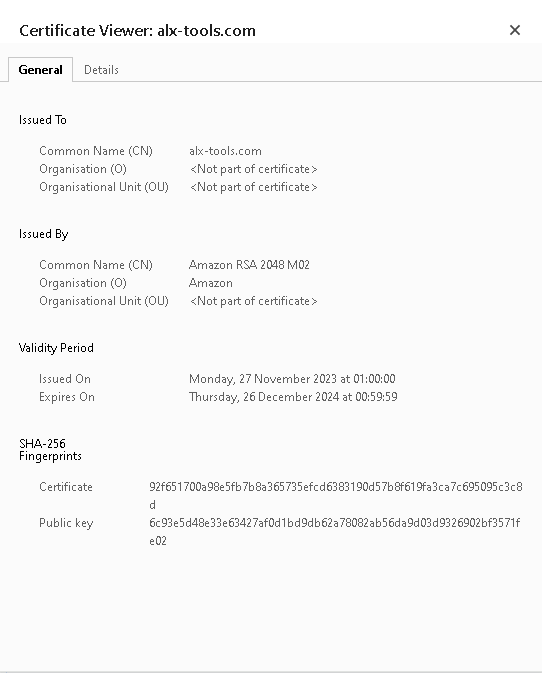 Certificate Viewer: alx-tools.com
General Details
Issued To
Common Name (CN) alx-tools.com
Organisation (O) <Not part of certificate>
Organisational Unit (OU) <Not part of certificate>
Issued By
Common Name (CN) Amazon RSA 2048 M02
Organisation (O) Amazon
Organisational Unit (OU) <Not part of certificate>
Validity Period
Issued On Monday, 27 November 2023 at 01:00:00
Expires On Thursday, 26 December 2024 at 00:59:59
SHA-256
Fingerprints
Certificate 92f651700a98e5fb7b8a365735efcd6383190d57b8f619fa3ca7c695095c3c8
d
Public key 6c93e5d48e33e63427af0d1bd9db62a78082ab56da9d03d9326902bf3571f
e02